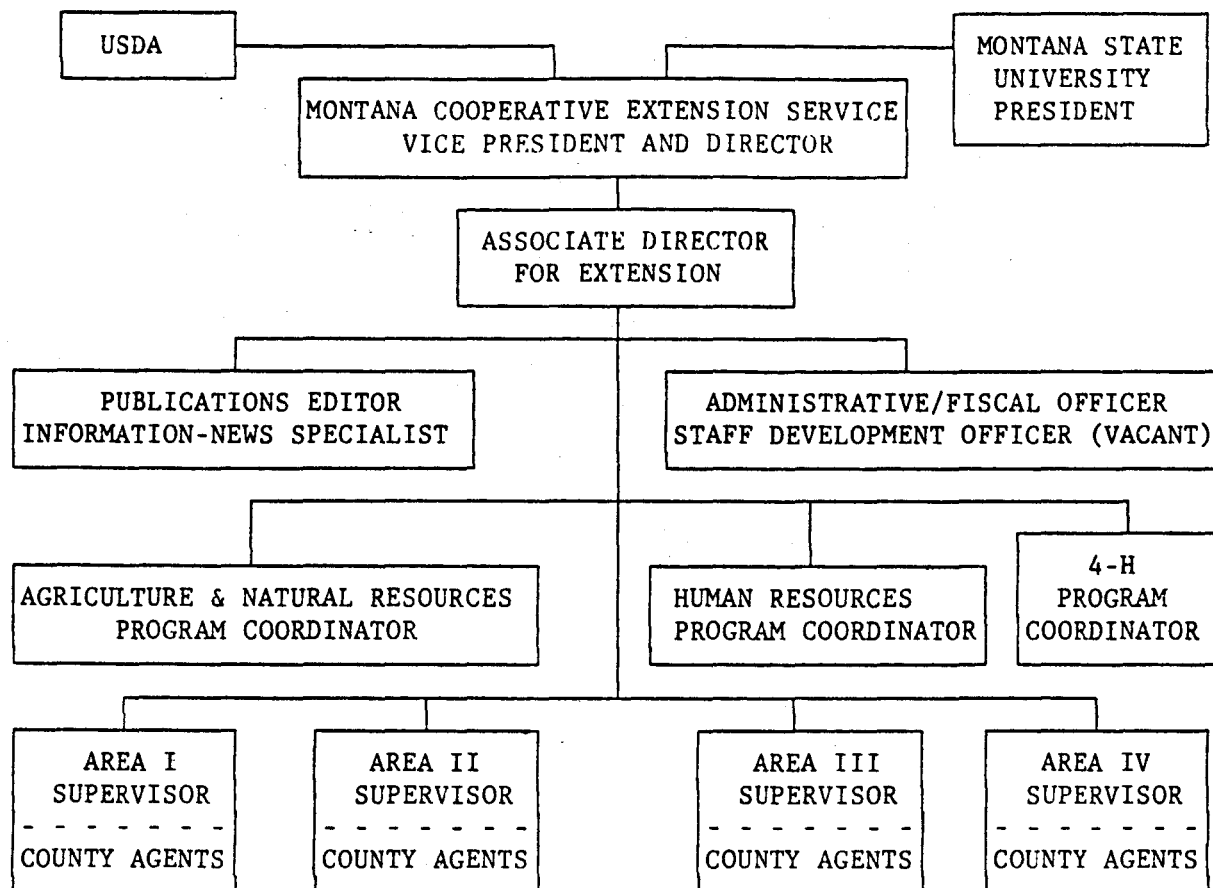 USDA
MONTANA STATE
UNIVERSITY
PRESIDENT
MONTANA COOPERATIVE EXTENSION SERVICE
VICE PRESIDENT AND DIRECTOR
ASSOCIATE DIRECTOR
FOR EXTENSION
PUBLICATIONS EDITOR
INFORMATION-NEWS SPECIALIST
ADMINISTRATIVE/FISCAL OFFICER
STAFF DEVELOPMENT OFFICER (VACANT)
AGRICULTURE & NATURAL RESOURCES
PROGRAM COORDINATOR
HUMAN RESOURCES
PROGRAM COORDINATOR
4-H
PROGRAM
COORDINATOR
AREA I
SUPERVISOR
- - - - - - -
COUNTY AGENTS
AREA II
SUPERVISOR
- - - - - - -
COUNTY AGENTS
AREA III
SUPERVISOR
- - - - - - -
COUNTY AGENTS
AREA IV
SUPERVISOR
- - - - - - -
COUNTY AGENTS